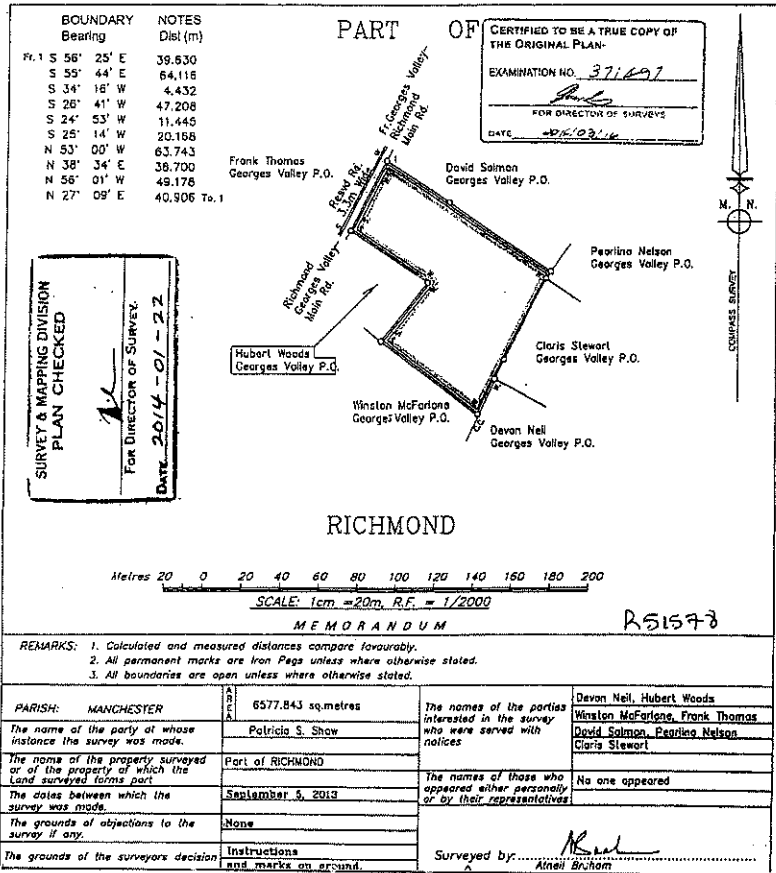 BOUNDARY NOTES
Bearing Dist (m)
Fr. 1 S 56° 25' E 39.630
S 55° 44' E 64.116
S 34° 16' W 4.432
S 26° 41' W 47.208
S 24° 53' W 11.445
S 25° 14' W 20.158
N 53° 00' W 63.743
N 38° 34' E 36.700
N 56° 01' W 49.178
N 27° 09' E 40.906 To. 1
PART OF
CERTIFIED TO BE A TRUE COPY OF
THE ORIGINAL PLAN-
EXAMINATION NO. 371697
FOR DIRECTOR OF SURVEYS
DATE
Fr. Georges Valley-
Richmond
Main Rd.
Resvd Rd.
3.3m Wide
1
Frank Thomas
Georges Valley P.O.
David Salmon
Georges Valley P.O.
M. N.
COMPASS SURVEY
Pearlina Nelson
Georges Valley P.O.
Richmond
Georges Valley-
Main Rd.
Claris Stewart
Georges Valley P.O.
Hubert Woods
Georges Valley P.O.
Winston McFarlane
Georges Valley P.O.
Devon Neil
Georges Valley P.O.
SURVEY & MAPPING DIVISION
PLAN CHECKED
FOR DIRECTOR OF SURVEY.
DATE 2014-01-22
RICHMOND
Metres 20 0 20 40 60 80 100 120 140 160 180 200
SCALE: 1cm =20m, R.F. = 1/2000
MEMORANDUM
R51578
REMARKS: 1. Calculated and measured distances compare favourably.
2. All permanent marks are Iron Pegs unless where otherwise stated.
3. All boundaries are open unless where otherwise stated.
PARISH: MANCHESTER
AREA
6577.843 sq.metres
The name of the party at whose
instance the survey was made.
Patricia S. Shaw
The name of the property surveyed
or of the property of which the
land surveyed forms part
Part of RICHMOND
The dates between which the
survey was made.
September 5, 2013
The grounds of objections to the
survey if any.
None
The grounds of the surveyors decision
Instructions
and marks on ground.
The names of the parties
interested in the survey
who were served with
notices
Devon Neil, Hubert Woods
Winston McFarlane, Frank Thomas
David Salmon, Pearlina Nelson
Claris Stewart
The names of those who
appeared either personally
or by their representatives
No one appeared
Surveyed by: